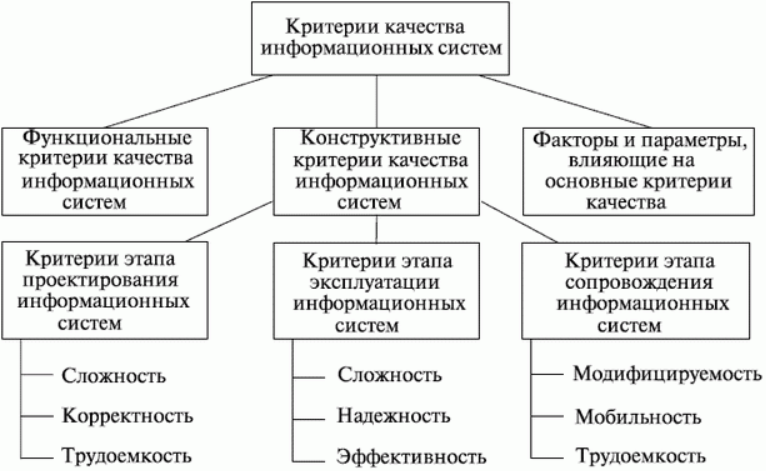 Критерии качества
информационных систем
Функциональные
критерии качества
информационных
систем
Конструктивные
критерии качества
информационных
систем
Факторы и параметры,
влияющие на
основные критерии
качества
Критерии этапа
проектирования
информационных
систем
Критерии этапа
эксплуатации
информационных
систем
Критерии этапа
сопровождения
информационных
систем
Сложность
Корректность
Трудоемкость
Сложность
Надежность
Эффективность
Модифицируемость
Мобильность
Трудоемкость